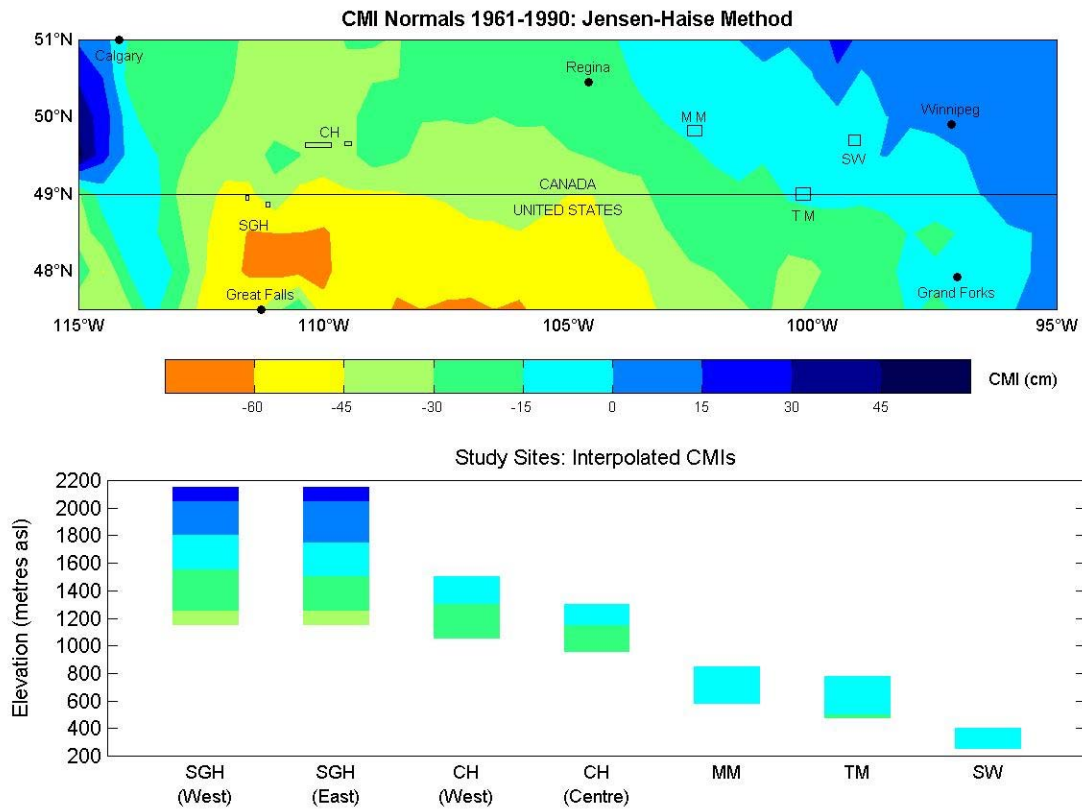 CMI Normals 1961-1990: Jensen-Haise Method
51°N
50°N
49°N
48°N
Calgary
Regina
Winnipeg
CH
M M
SW
CANADA
UNITED STATES
SGH
T M
Great Falls
Grand Forks
115°W 110°W 105°W 100°W 95°W
CMI (cm)
-60 -45 -30 -15 0 15 30 45
Study Sites: Interpolated CMIs
Elevation (metres asl)
2200
2000
1800
1600
1400
1200
1000
800
600
400
200
SGH (West)
SGH (East)
CH (West)
CH (Centre)
MM
TM
SW